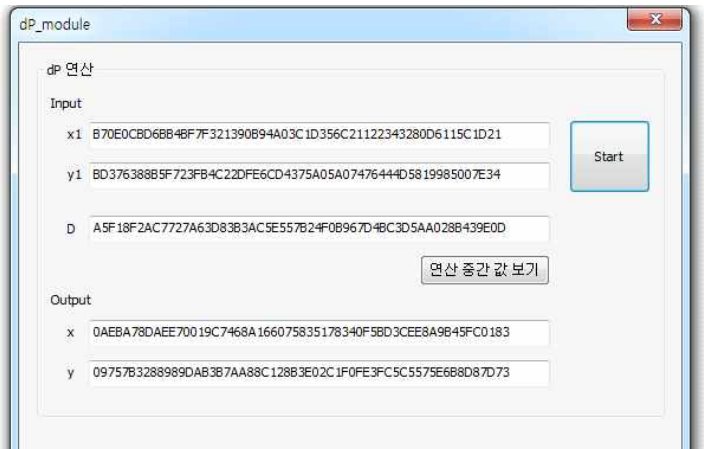 dP_module
dP 연산
Input
x1 B70E0CBD6BB4BF7F321390B94A03C1D356C21122343280D6115C1D21
Start
y1 BD376388B5F723FB4C22DFE6CD4375A05A07476444D5819985007E34
D A5F18F2AC7727A63D83B3AC5E557B24F0B967D4BC3D5AA028B439E0D
연산 중간 값 보기
Output
x 0AEBA78DAEE70019C7468A166075835178340F5BD3CEE8A9B45FC0183
y 09757B3288989DAB3B7AA88C128B3E02C1F0FE3FC5C5575E6B8D87D73